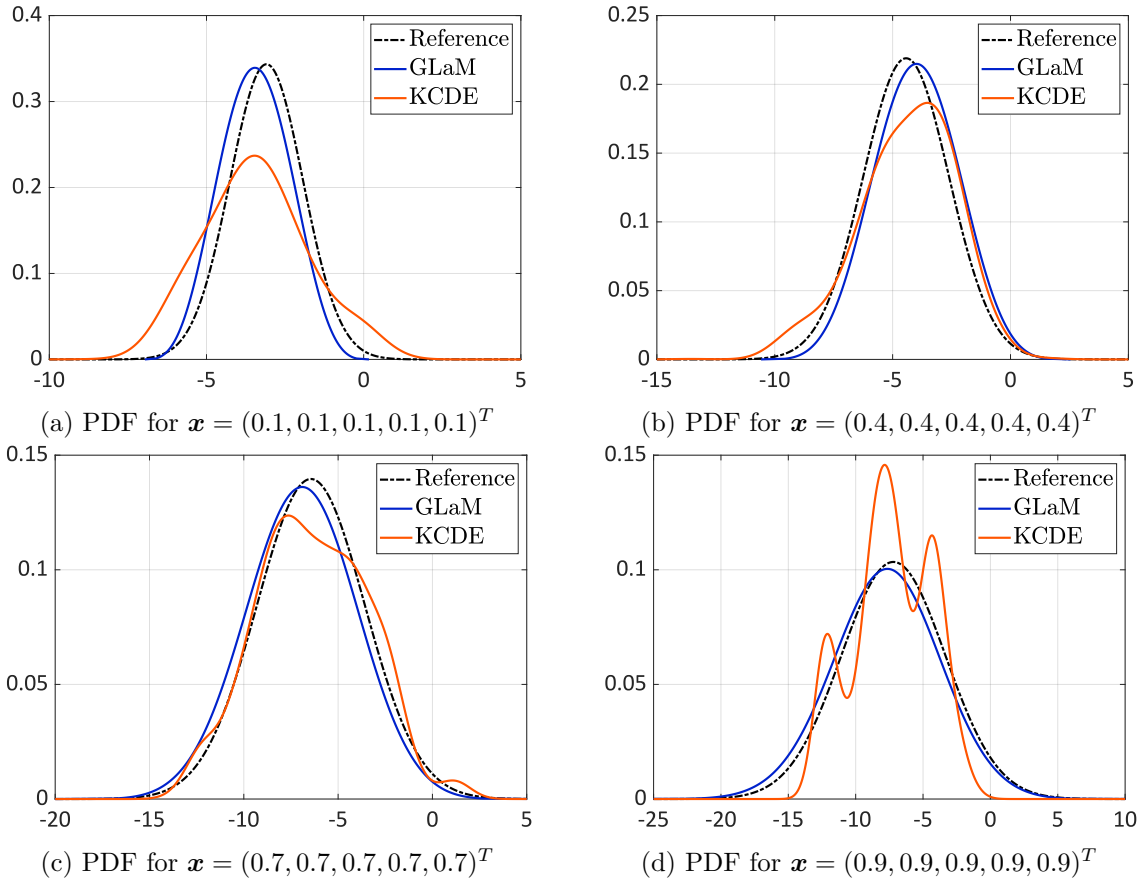 0.4
0.3
0.2
0.1
0
-10 -5 0 5
Reference
GLaM
KCDE
(a) PDF for x = (0.1, 0.1, 0.1, 0.1, 0.1)^T
0.25
0.2
0.15
0.1
0.05
0
-15 -10 -5 0 5
Reference
GLaM
KCDE
(b) PDF for x = (0.4, 0.4, 0.4, 0.4, 0.4)^T
0.15
0.1
0.05
0
-20 -15 -10 -5 0 5
Reference
GLaM
KCDE
(c) PDF for x = (0.7, 0.7, 0.7, 0.7, 0.7)^T
0.15
0.1
0.05
0
-25 -20 -15 -10 -5 0 5 10
Reference
GLaM
KCDE
(d) PDF for x = (0.9, 0.9, 0.9, 0.9, 0.9)^T